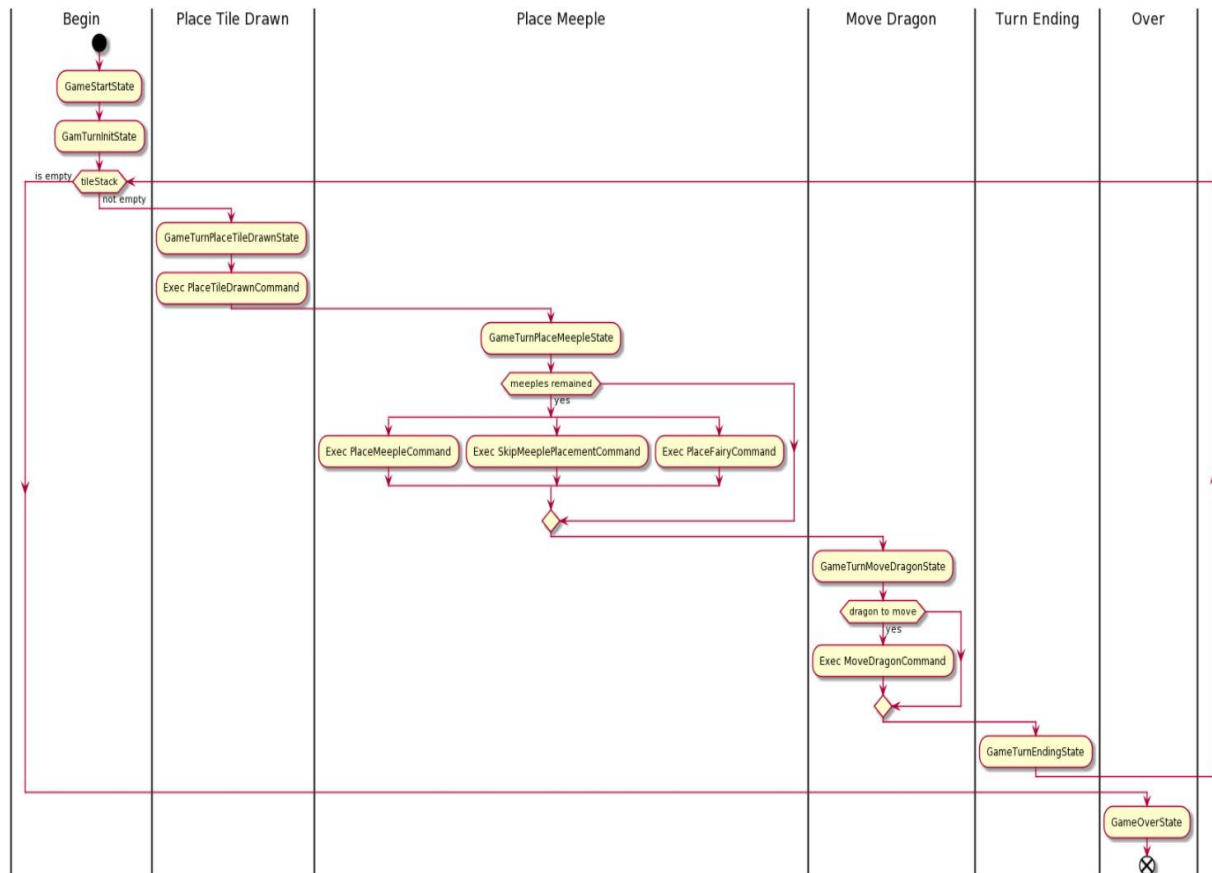 Begin
Place Tile Drawn
Place Meeple
Move Dragon
Turn Ending
Over
GameStartState
GamTurnInitState
is empty
tileStack
not empty
GameTurnPlaceTileDrawnState
Exec PlaceTileDrawnCommand
GameTurnPlaceMeepleState
meeples remained
yes
Exec PlaceMeepleCommand
Exec SkipMeeplePlacementCommand
Exec PlaceFairyCommand
GameTurnMoveDragonState
dragon to move
yes
Exec MoveDragonCommand
GameTurnEndingState
GameOverState